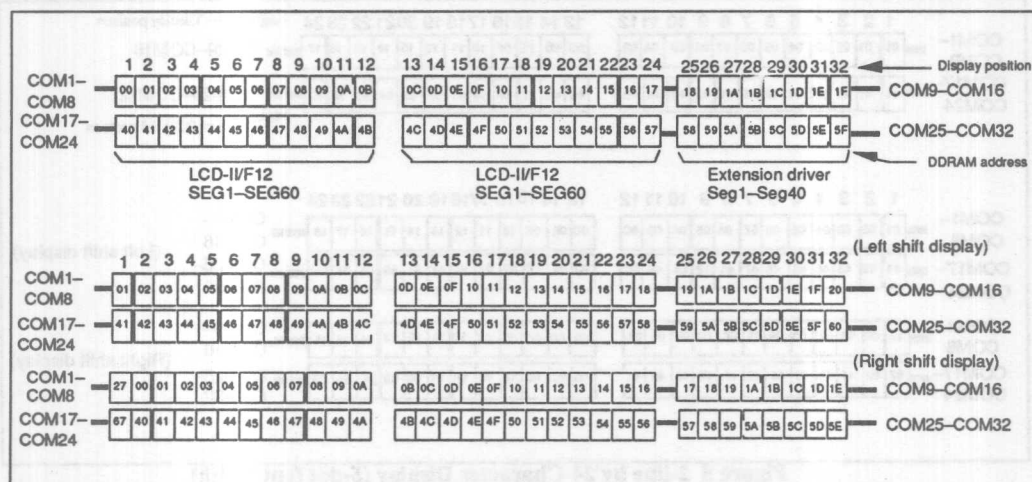 1 2 3 4 5 6 7 8 9 10 11 12 13 14 15 16 17 18 19 20 21 22 23 24 25 26 27 28 29 30 31 32 Display position
COM1–
COM8 00 01 02 03 04 05 06 07 08 09 0A 0B 0C 0D 0E 0F 10 11 12 13 14 15 16 17 18 19 1A 1B 1C 1D 1E 1F COM9–COM16
COM17–
COM24 40 41 42 43 44 45 46 47 48 49 4A 4B 4C 4D 4E 4F 50 51 52 53 54 55 56 57 58 59 5A 5B 5C 5D 5E 5F COM25–COM32
DDRAM address
LCD-II/F12 LCD-II/F12 Extension driver
SEG1–SEG60 SEG1–SEG60 Seg1–Seg40
(Left shift display)
1 2 3 4 5 6 7 8 9 10 11 12 13 14 15 16 17 18 19 20 21 22 23 24 25 26 27 28 29 30 31 32
COM1–
COM8 01 02 03 04 05 06 07 08 09 0A 0B 0C 0D 0E 0F 10 11 12 13 14 15 16 17 18 19 1A 1B 1C 1D 1E 1F 20 COM9–COM16
COM17–
COM24 41 42 43 44 45 46 47 48 49 4A 4B 4C 4D 4E 4F 50 51 52 53 54 55 56 57 58 59 5A 5B 5C 5D 5E 5F 60 COM25–COM32
(Right shift display)
COM1–
COM8 27 00 01 02 03 04 05 06 07 08 09 0A 0B 0C 0D 0E 0F 10 11 12 13 14 15 16 17 18 19 1A 1B 1C 1D 1E COM9–COM16
COM17–
COM24 67 40 41 42 43 44 45 46 47 48 49 4A 4B 4C 4D 4E 4F 50 51 52 53 54 55 56 57 58 59 5A 5B 5C 5D 5E COM25–COM32